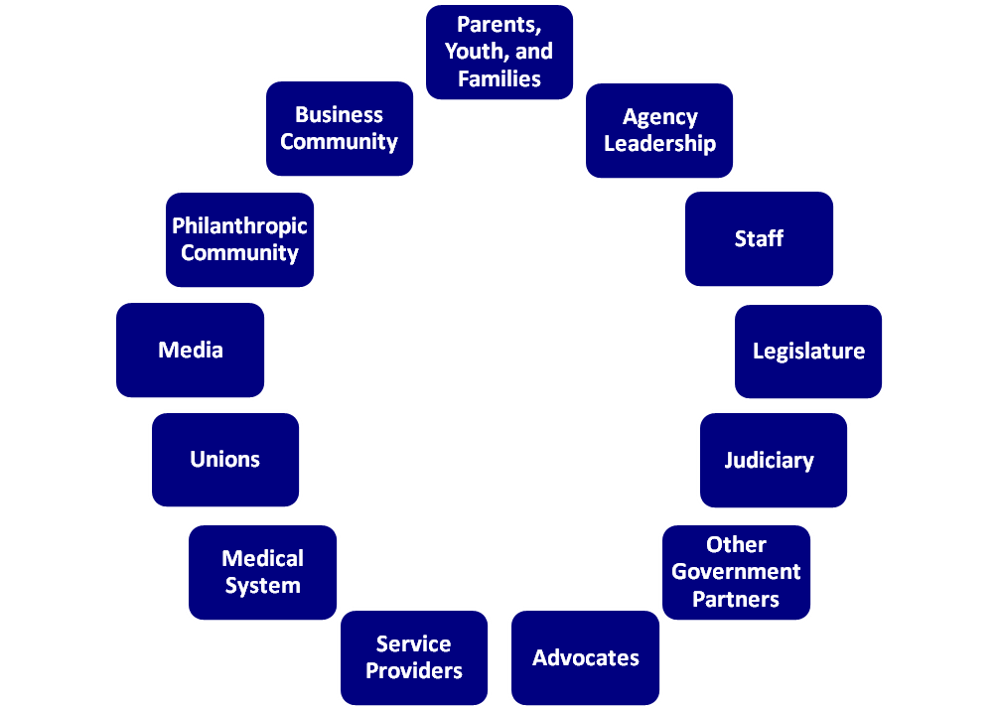 Parents,
Youth, and
Families
Agency
Leadership
Staff
Legislature
Judiciary
Other
Government
Partners
Advocates
Service
Providers
Medical
System
Unions
Media
Philanthropic
Community
Business
Community